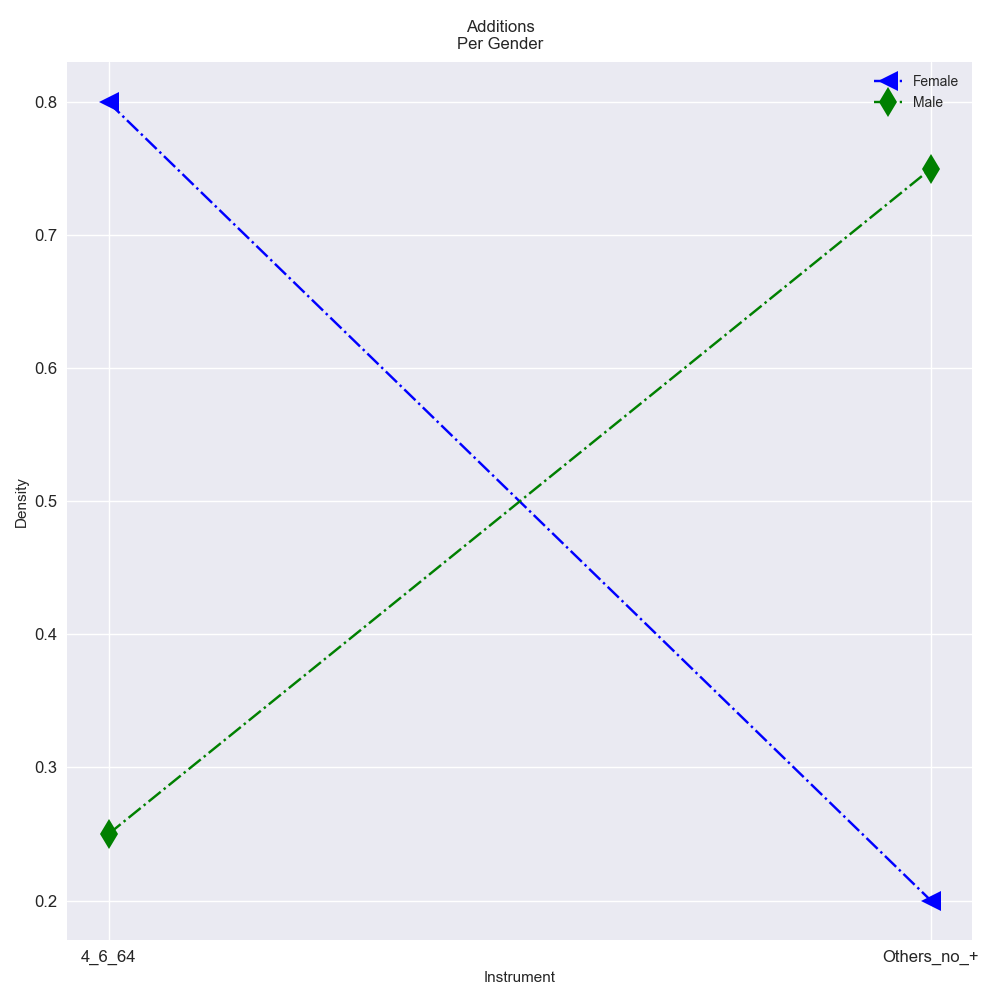 Additions
Per Gender
Female
Male
0.8
0.7
0.6
0.5
0.4
0.3
0.2
Density
4_6_64
Others_no_+
Instrument